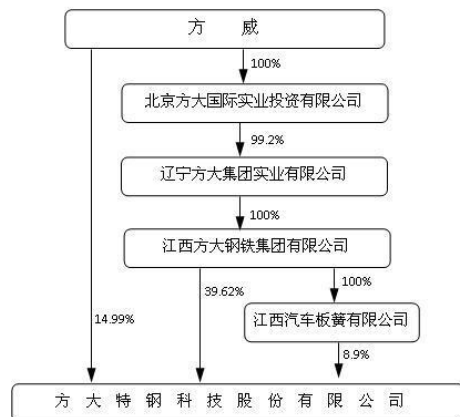 方 威
100%
北京方大国际实业投资有限公司
99.2%
辽宁方大集团实业有限公司
100%
江西方大钢铁集团有限公司
39.62%
100%
14.99%
江西汽车板簧有限公司
8.9%
方 大 特 钢 科 技 股 份 有 限 公 司